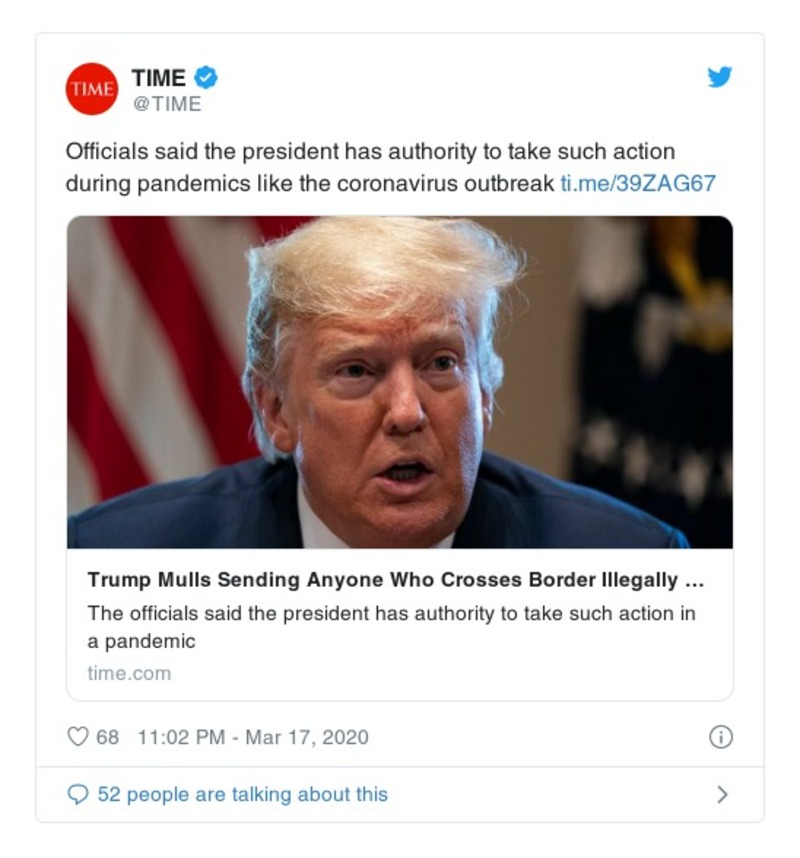 TIME
TIME
@TIME
Officials said the president has authority to take such action
during pandemics like the coronavirus outbreak ti.me/39ZAG67
Trump Mulls Sending Anyone Who Crosses Border Illegally ...
The officials said the president has authority to take such action in
a pandemic
time.com
68 11:02 PM - Mar 17, 2020
52 people are talking about this